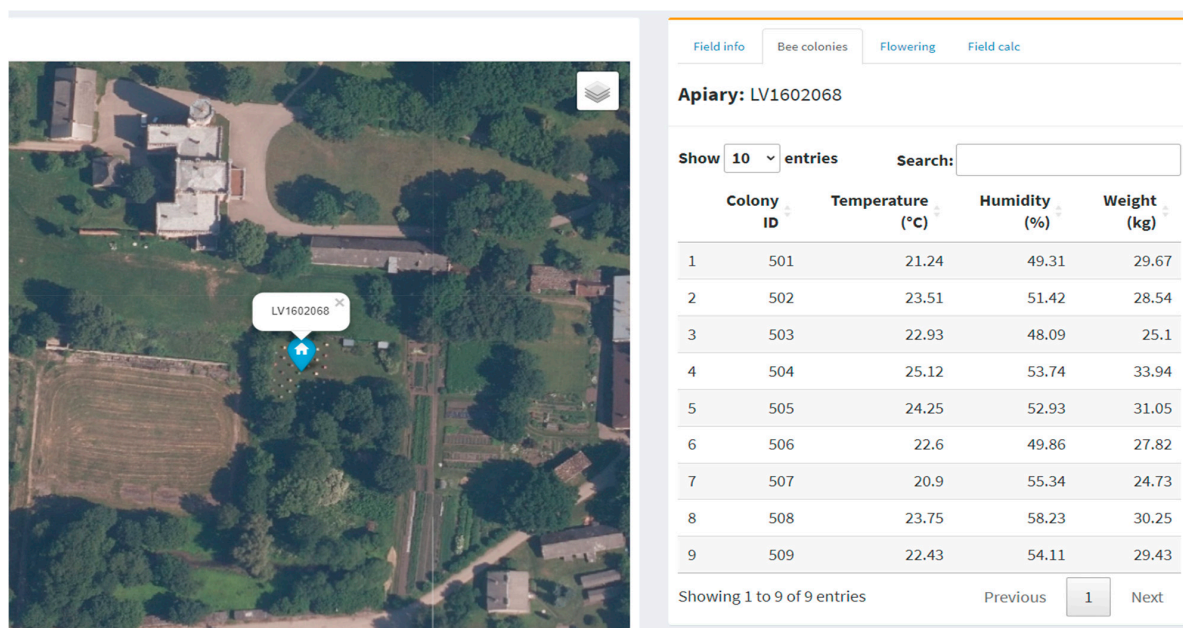 LV1602068 ×
Field info Bee colonies Flowering Field calc
Apiary: LV1602068
Show 10 entries Search:
Colony ID Temperature (°C) Humidity (%) Weight (kg)
1 501 21.24 49.31 29.67
2 502 23.51 51.42 28.54
3 503 22.93 48.09 25.1
4 504 25.12 53.74 33.94
5 505 24.25 52.93 31.05
6 506 22.6 49.86 27.82
7 507 20.9 55.34 24.73
8 508 23.75 58.23 30.25
9 509 22.43 54.11 29.43
Showing 1 to 9 of 9 entries Previous 1 Next